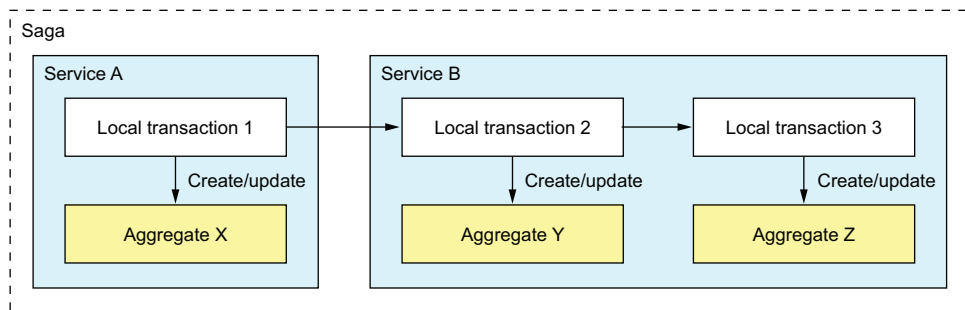 Saga
Service A
Service B
Local transaction 1
Local transaction 2
Local transaction 3
Create/update
Create/update
Create/update
Aggregate X
Aggregate Y
Aggregate Z